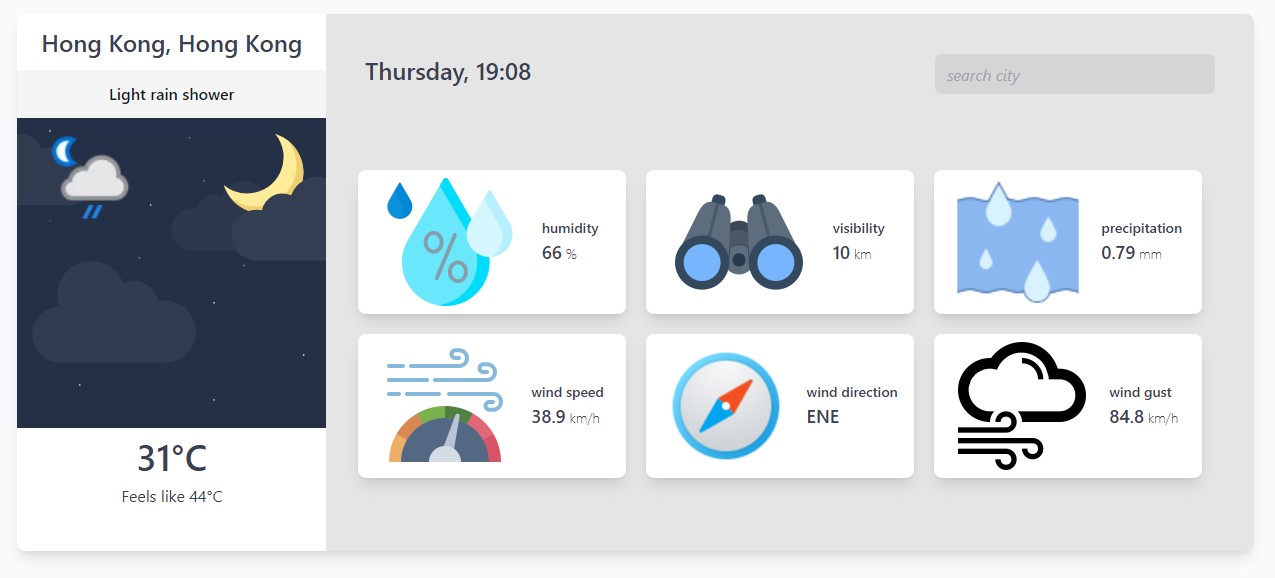 Hong Kong, Hong Kong
Light rain shower
31°C
Feels like 44°C
Thursday, 19:08
search city
%
humidity
66 %
visibility
10 km
precipitation
0.79 mm
wind speed
38.9 km/h
wind direction
ENE
wind gust
84.8 km/h